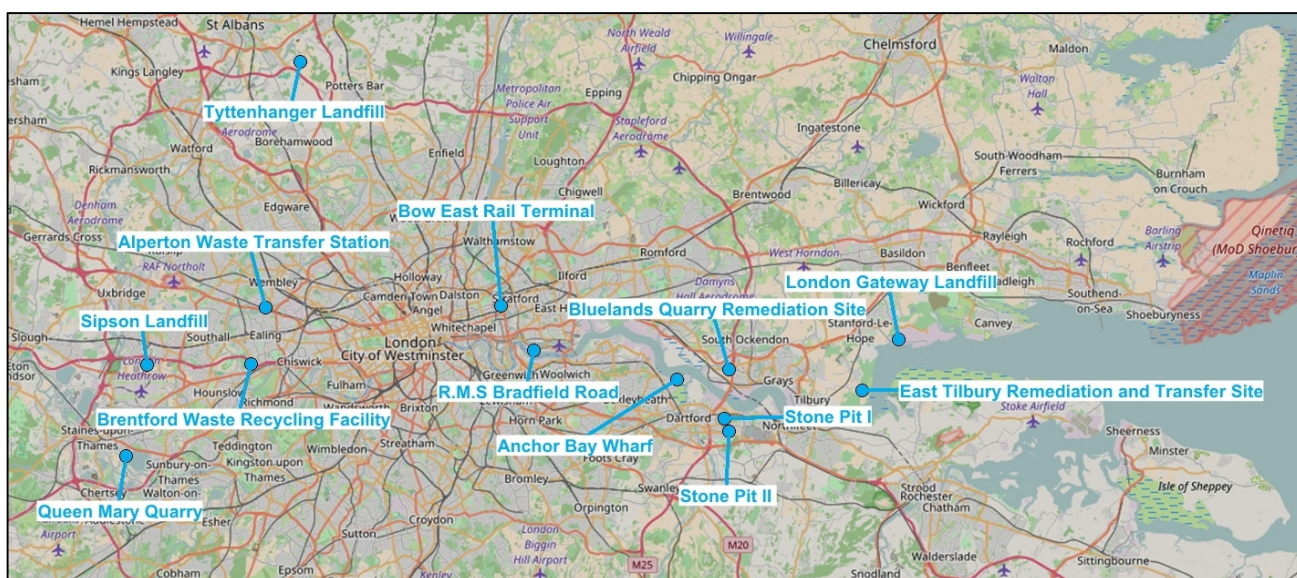 Hemel Hempstead
St Albans
North Weald
Airfield
Willingale
Chelmsford
Maldon
Kings Langley
Potters Bar
Chipping Ongar
Walton
Hall
Tyttenhanger Landfill
Metropolitan
Police Air
Support
Unit
Epping
Stapleford
Aerodrome
Ingatestone
Aerodrome
Borehamwood
Watford
Enfield
Loughton
South Woodham
Ferrers
Burnham
on Crouch
Rickmansworth
Chigwell
Brentwood
Billericay
Wickford
Denham
Aerodrome
Edgware
Bow East Rail Terminal
Gerrards Cross
Alperton Waste Transfer Station
Walthamstow
Romford
West Horndon
Basildon
Rayleigh
Rochford
Barling
Airstrip
Qinetiq
(MoD Shoebur
Maplin
Sands
RAF Northolt
Wembley
Holloway
Ilford
Benfleet
Uxbridge
Camden Town
Dalston
Angel
Stratford
East H
Damyns
Hall Aerodrome
London Gateway Landfill
Southend-
on-Sea
Shoeburyness
Canvey
Sipson Landfill
Bluelands Quarry Remediation Site
Slough
Southall
Ealing
Whitechapel
Stanford-Le-
Hope
South Ockendon
London
City of Westminster
Chiswick
London
Heathrow
Hounslow
Richmond
Fulham
Greenwich
Woolwich
Grays
Tilbury
Brentford Waste Recycling Facility
R.M.S Bradfield Road
East Tilbury Remediation and Transfer Site
Brixton
Dartford
Stone Pit I
Stoke Airfield
Staines-upon-
Thames
Teddington
Wimbledon
Streatham
Horn Park
Anchor Bay Wharf
Foots Cray
Sheerness
Minster
Sunbury-on-
Thames
Kingston upon
Thames
Bromley
Swanley
Stone Pit II
Strood
Rochester
Chatham
Isle of Sheppey
Chertsey
Walton-on-
Queen Mary Quarry
Esher
Croydon
Orpington
Airport
Sutton
London
Biggin
Hill Airport
M20
M25
Walderslade
Sittingbourne
Cobham
Epsom
Kenley
Snodland